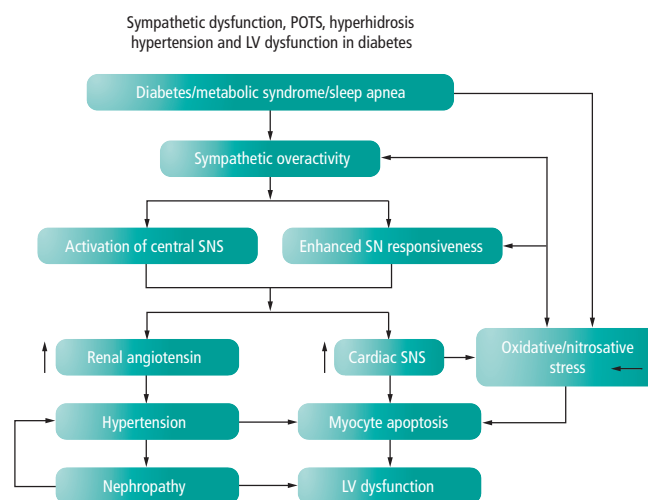 Sympathetic dysfunction, POTS, hyperhidrosis
hypertension and LV dysfunction in diabetes
Diabetes/metabolic syndrome/sleep apnea
Sympathetic overactivity
Activation of central SNS
Enhanced SN responsiveness
Renal angiotensin
Cardiac SNS
Oxidative/nitrosative
stress
Hypertension
Myocyte apoptosis
Nephropathy
LV dysfunction